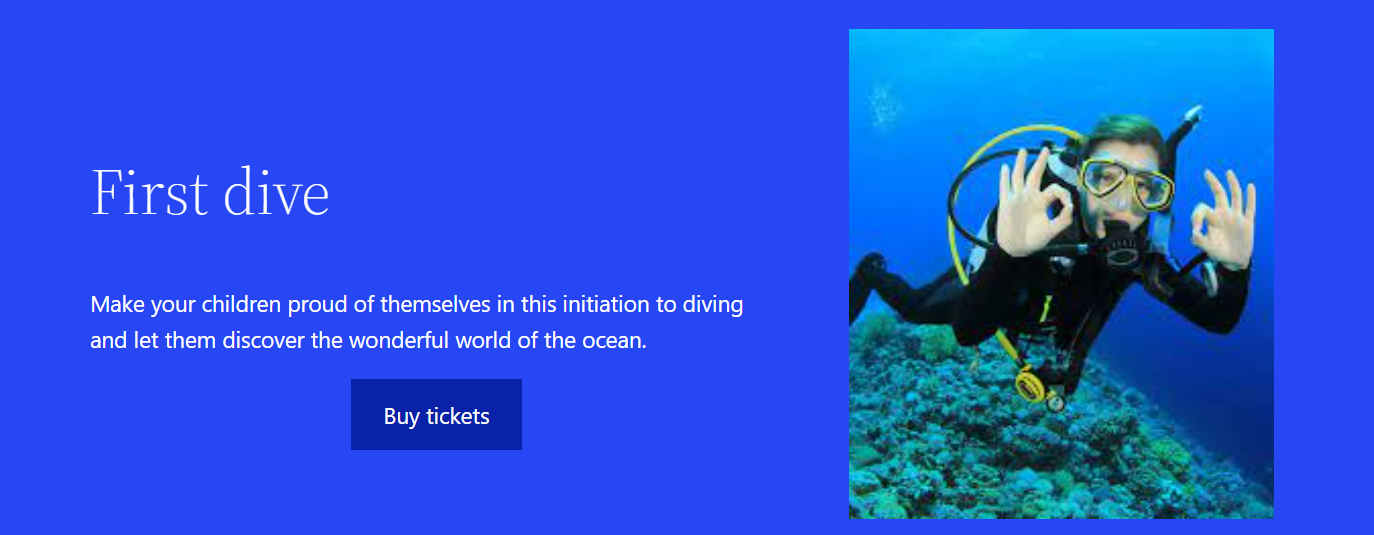 First dive
Make your children proud of themselves in this initiation to diving
and let them discover the wonderful world of the ocean.
Buy tickets